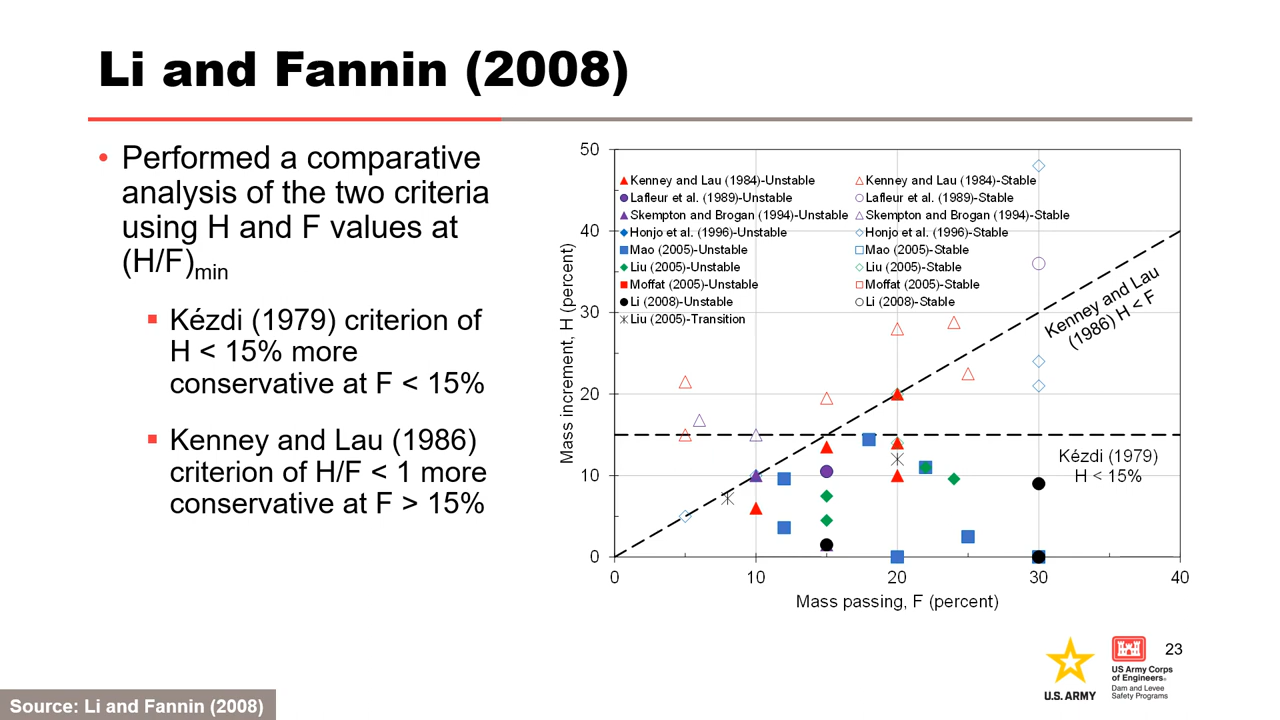 Li and Fannin (2008)
• Performed a comparative
analysis of the two criteria
using H and F values at
(H/F)min
▪ Kézdi (1979) criterion of
H < 15% more
conservative at F < 15%
▪ Kenney and Lau (1986)
criterion of H/F < 1 more
conservative at F > 15%
50
40
30
20
10
0
Mass increment, H (percent)
Kenney and Lau (1984)-Unstable
Lafleur et al. (1989)-Unstable
Skempton and Brogan (1994)-Unstable
Honjo et al. (1996)-Unstable
Mao (2005)-Unstable
Liu (2005)-Unstable
Moffat (2005)-Unstable
Li (2008)-Unstable
Liu (2005)-Transition
Kenney and Lau (1984)-Stable
Lafleur et al. (1989)-Stable
Skempton and Brogan (1994)-Stable
Honjo et al. (1996)-Stable
Mao (2005)-Stable
Liu (2005)-Stable
Moffat (2005)-Stable
Li (2008)-Stable
Kenney and Lau
(1986) H < F
Kézdi (1979)
H < 15%
0 10 20 30 40
Mass passing, F (percent)
U.S. ARMY
US Army Corps
of Engineers®
Dam and Levee
Safety Programs
23
Source: Li and Fannin (2008)